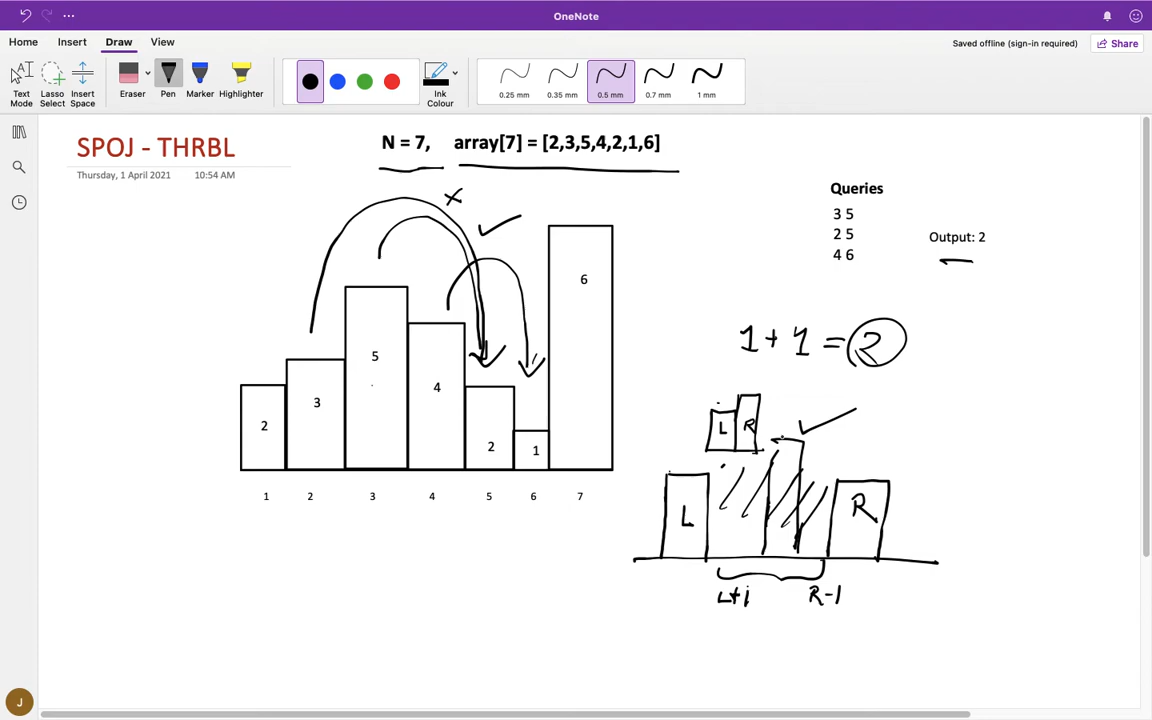 OneNote
Home Insert Draw View
Saved offline (sign-in required)
Share
Text Mode
Lasso Select
Insert Space
Eraser
Pen
Marker
Highlighter
Ink Colour
0.25 mm
0.35 mm
0.5 mm
0.7 mm
1 mm
SPOJ - THRBL
Thursday, 1 April 2021 10:54 AM
N = 7, array[7] = [2,3,5,4,2,1,6]
Queries
3 5
2 5
4 6
Output: 2
1 + 1 = 2
2 3 5 4 2 1 6
1 2 3 4 5 6 7
L R
L R
L+1 R-1
J